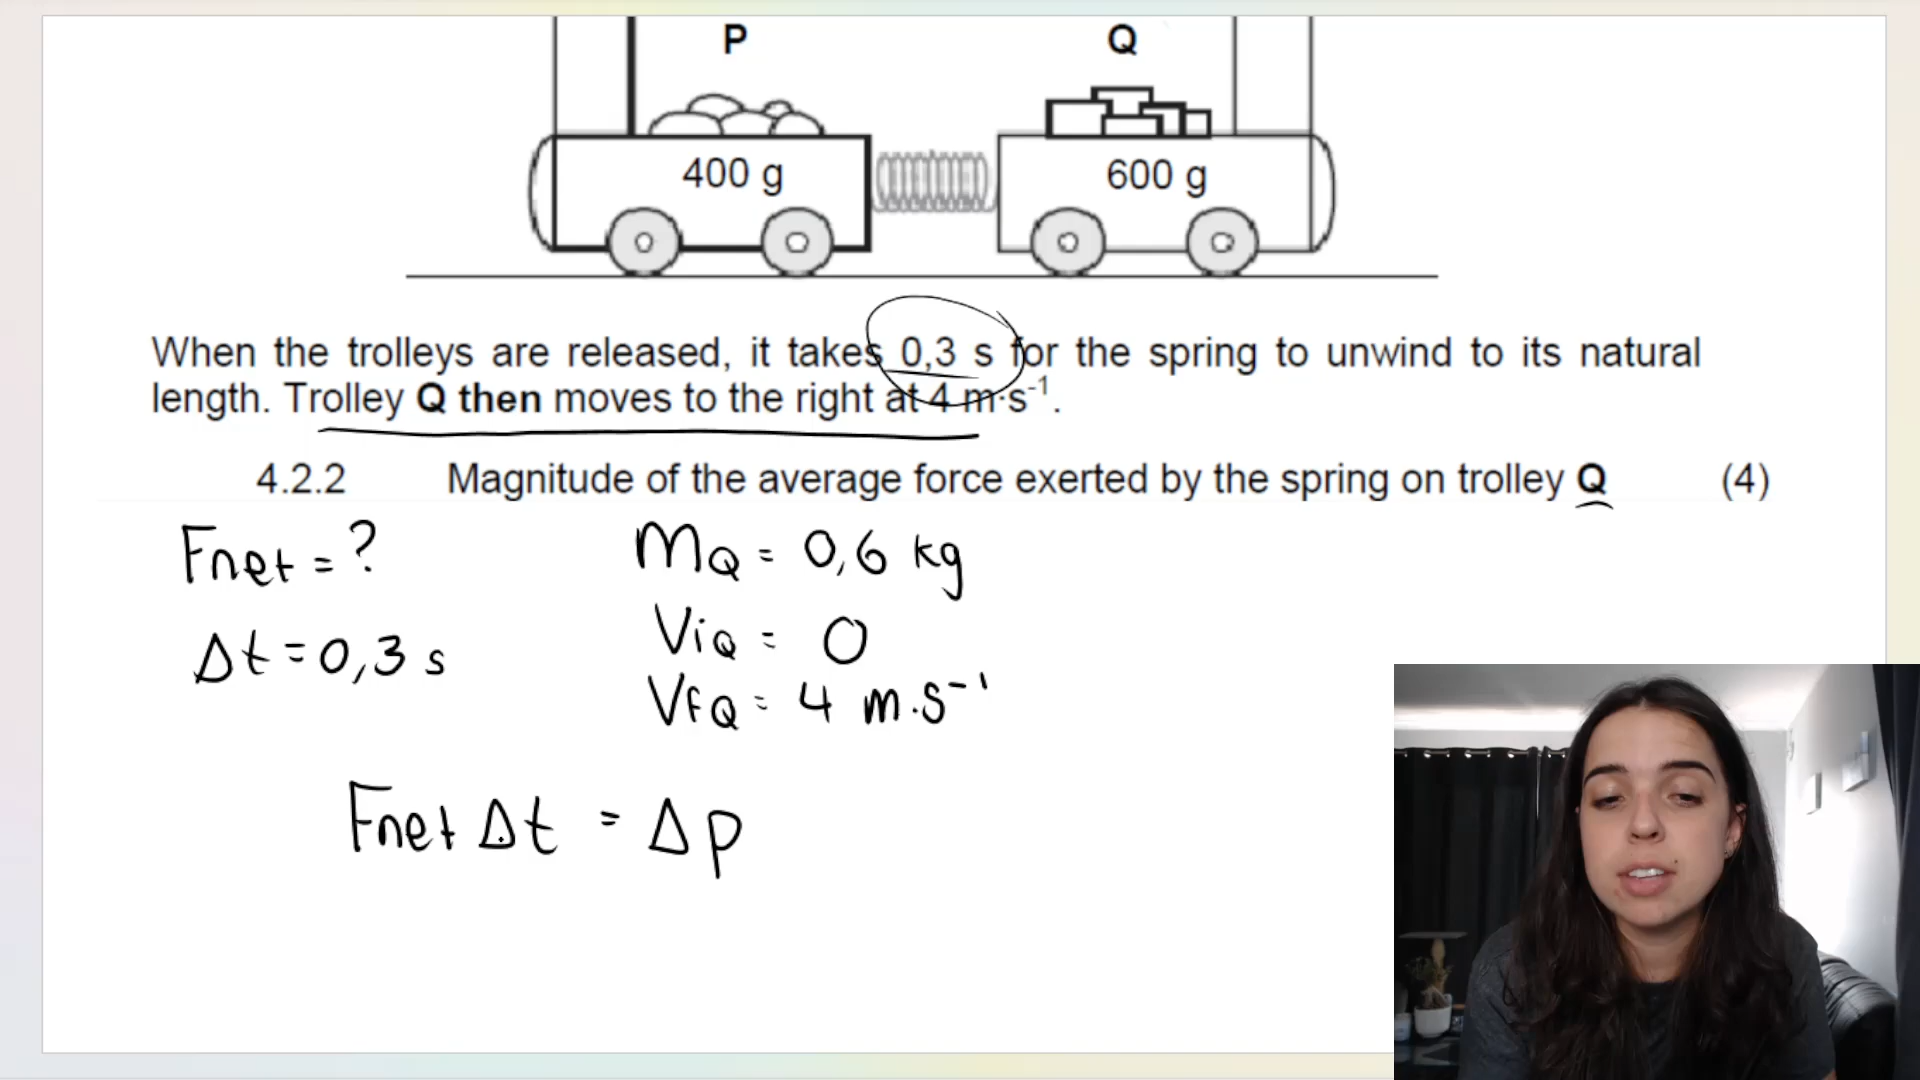 P Q
400 g 600 g
When the trolleys are released, it takes 0,3 s for the spring to unwind to its natural
length. Trolley Q then moves to the right at 4 m·s⁻¹.
4.2.2 Magnitude of the average force exerted by the spring on trolley Q (4)
Fnet = ? mQ = 0,6 kg
Δt = 0,3 s ViQ = 0
VfQ = 4 m.s⁻¹
Fnet Δt = Δp